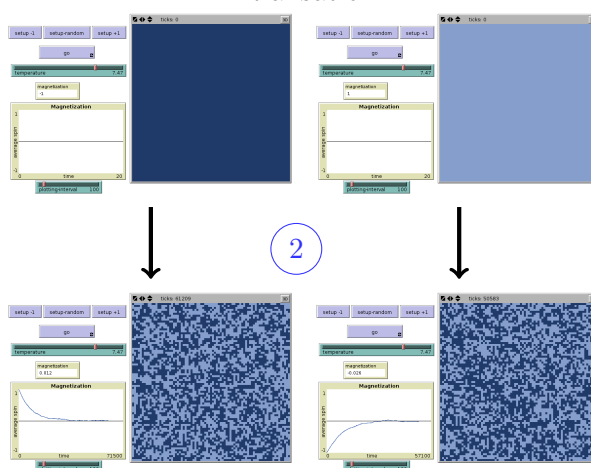 ticks: 0
3D
setup -1
setup-random
setup +1
go
temperature
7.47
magnetization
-1
Magnetization
1
average spin
-1
0
time
20
plotting-interval
100
ticks: 0
setup -1
setup-random
setup +1
go
temperature
7.47
magnetization
1
Magnetization
1
average spin
-1
0
time
20
plotting-interval
100
2
ticks: 61209
3D
setup -1
setup-random
setup +1
go
temperature
7.47
magnetization
0.012
Magnetization
1
average spin
-1
0
time
71500
ticks: 50583
setup -1
setup-random
setup +1
go
temperature
7.47
magnetization
-0.026
Magnetization
1
average spin
-1
0
time
57100